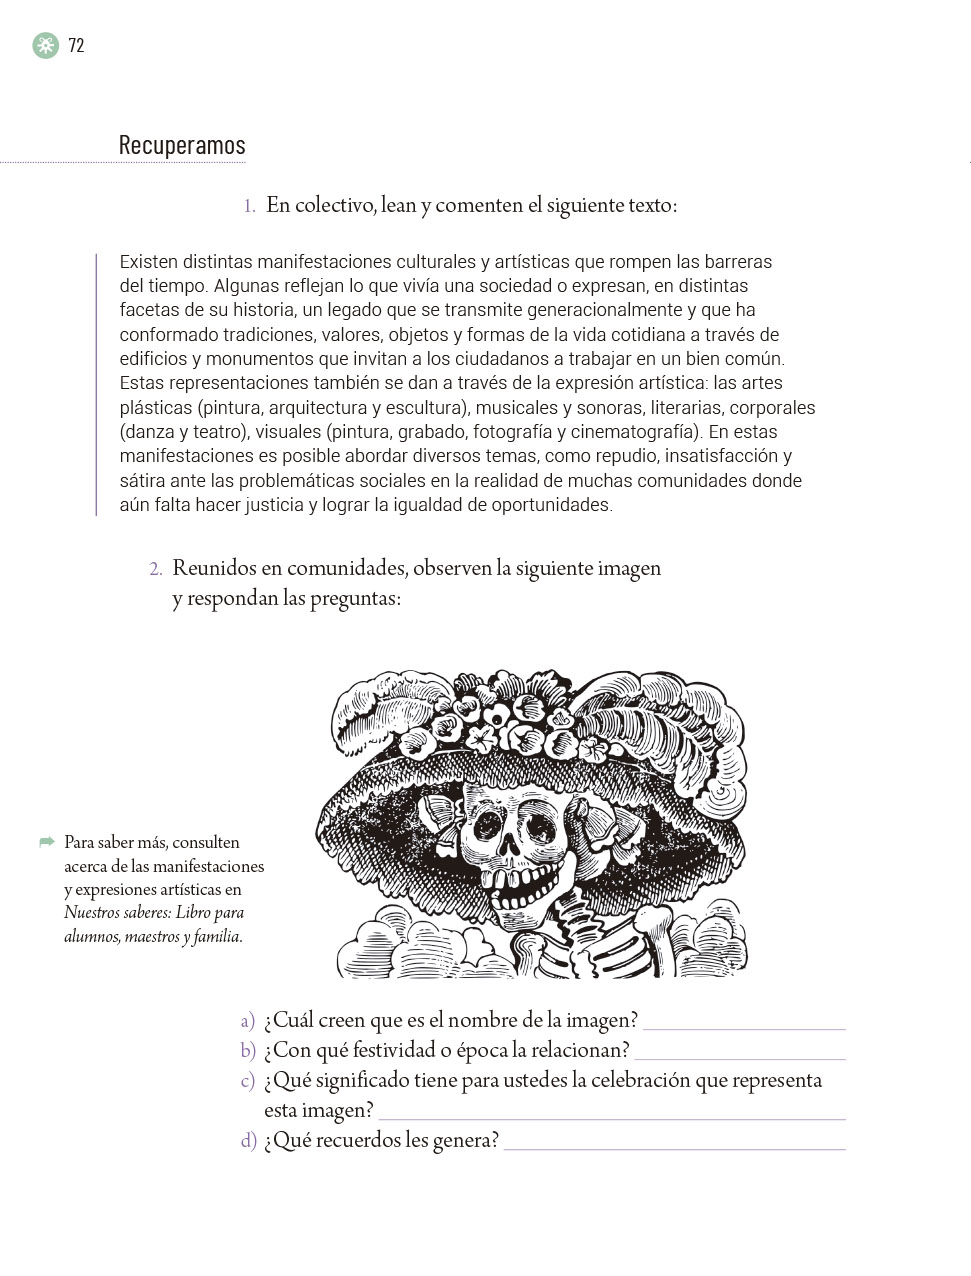 72
Recuperamos
1. En colectivo, lean y comenten el siguiente texto:
Existen distintas manifestaciones culturales y artísticas que rompen las barreras
del tiempo. Algunas reflejan lo que vivía una sociedad o expresan, en distintas
facetas de su historia, un legado que se transmite generacionalmente y que ha
conformado tradiciones, valores, objetos y formas de la vida cotidiana a través de
edificios y monumentos que invitan a los ciudadanos a trabajar en un bien común.
Estas representaciones también se dan a través de la expresión artística: las artes
plásticas (pintura, arquitectura y escultura), musicales y sonoras, literarias, corporales
(danza y teatro), visuales (pintura, grabado, fotografía y cinematografía). En estas
manifestaciones es posible abordar diversos temas, como repudio, insatisfacción y
sátira ante las problemáticas sociales en la realidad de muchas comunidades donde
aún falta hacer justicia y lograr la igualdad de oportunidades.
2. Reunidos en comunidades, observen la siguiente imagen
y respondan las preguntas:
Para saber más, consulten
acerca de las manifestaciones
y expresiones artísticas en
Nuestros saberes: Libro para
alumnos, maestros y familia.
a) ¿Cuál creen que es el nombre de la imagen?
b) ¿Con qué festividad o época la relacionan?
c) ¿Qué significado tiene para ustedes la celebración que representa
esta imagen?
d) ¿Qué recuerdos les genera?